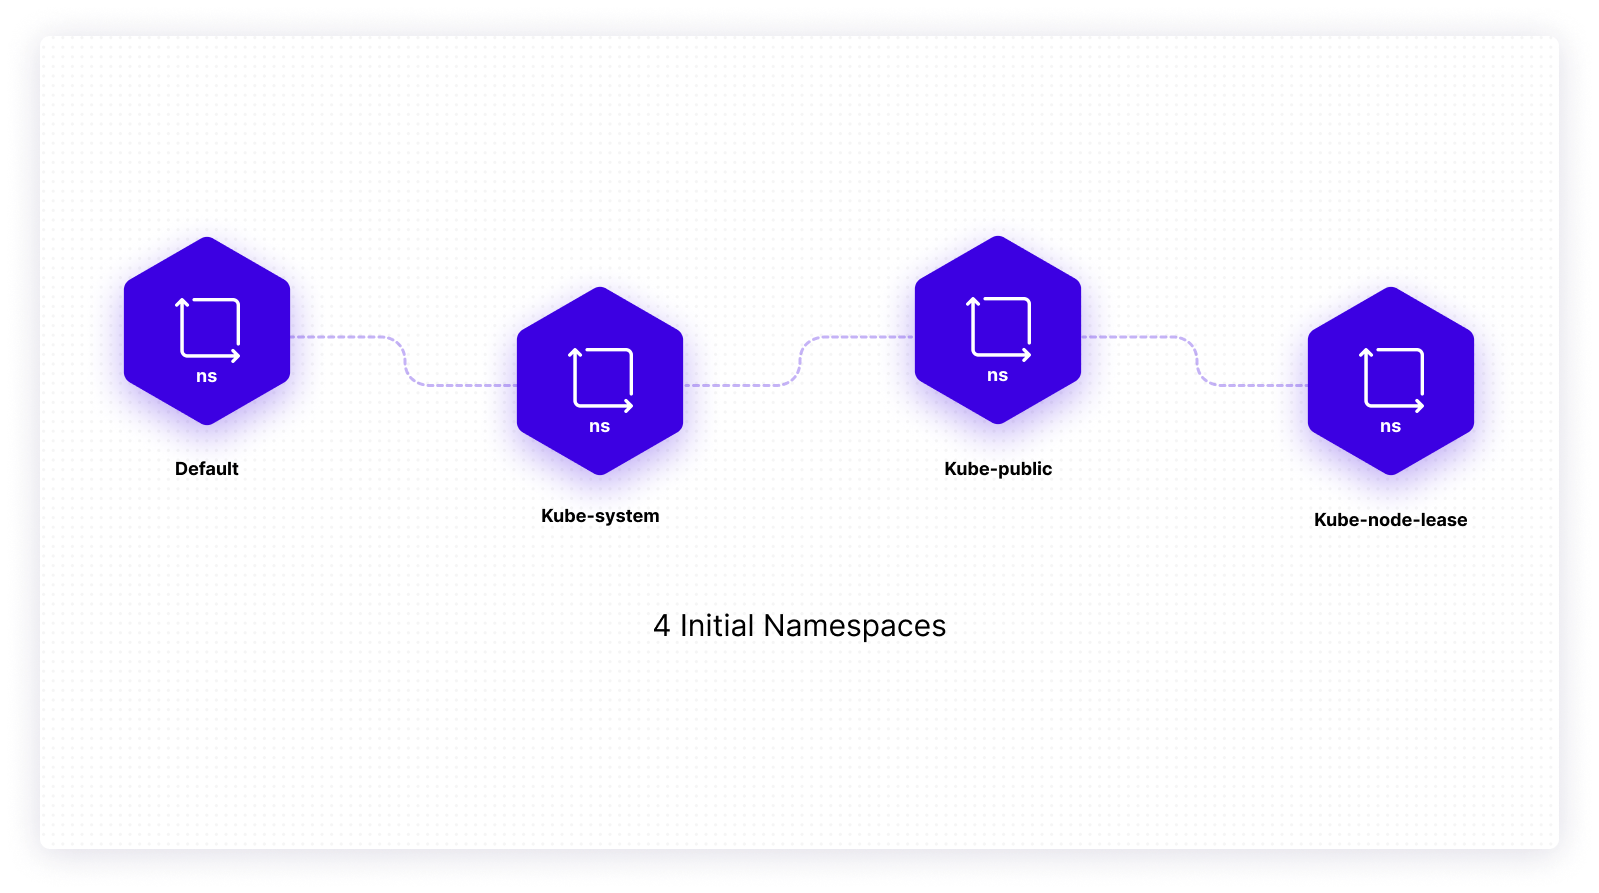 ns
Default
ns
Kube-system
ns
Kube-public
ns
Kube-node-lease
4 Initial Namespaces